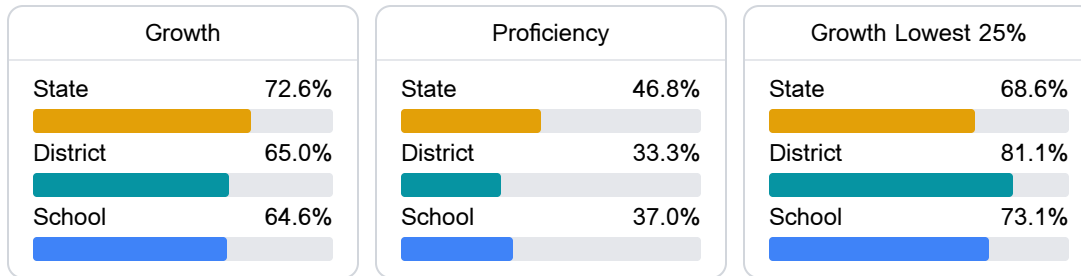 Growth
State 72.6%
District 65.0%
School 64.6%
Proficiency
State 46.8%
District 33.3%
School 37.0%
Growth Lowest 25%
State 68.6%
District 81.1%
School 73.1%